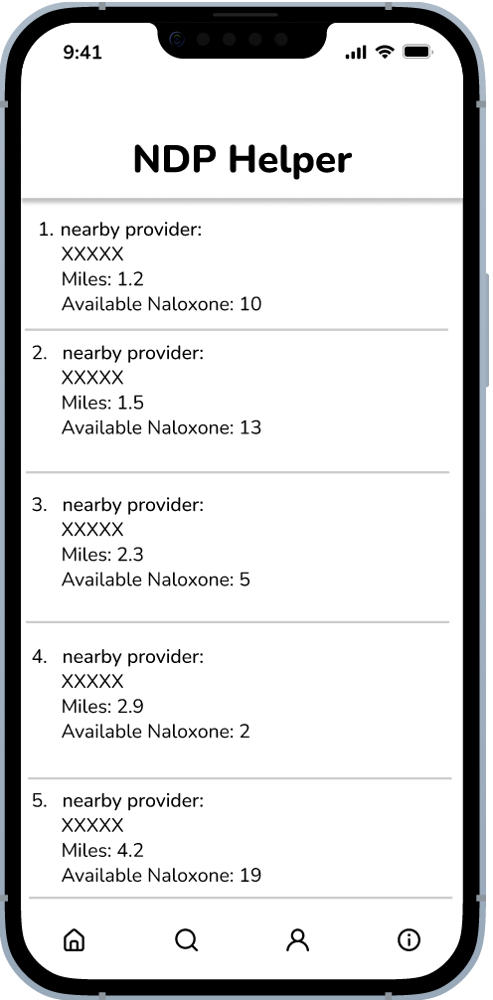 9:41
NDP Helper
1. nearby provider:
XXXXX
Miles: 1.2
Available Naloxone: 10
2. nearby provider:
XXXXX
Miles: 1.5
Available Naloxone: 13
3. nearby provider:
XXXXX
Miles: 2.3
Available Naloxone: 5
4. nearby provider:
XXXXX
Miles: 2.9
Available Naloxone: 2
5. nearby provider:
XXXXX
Miles: 4.2
Available Naloxone: 19